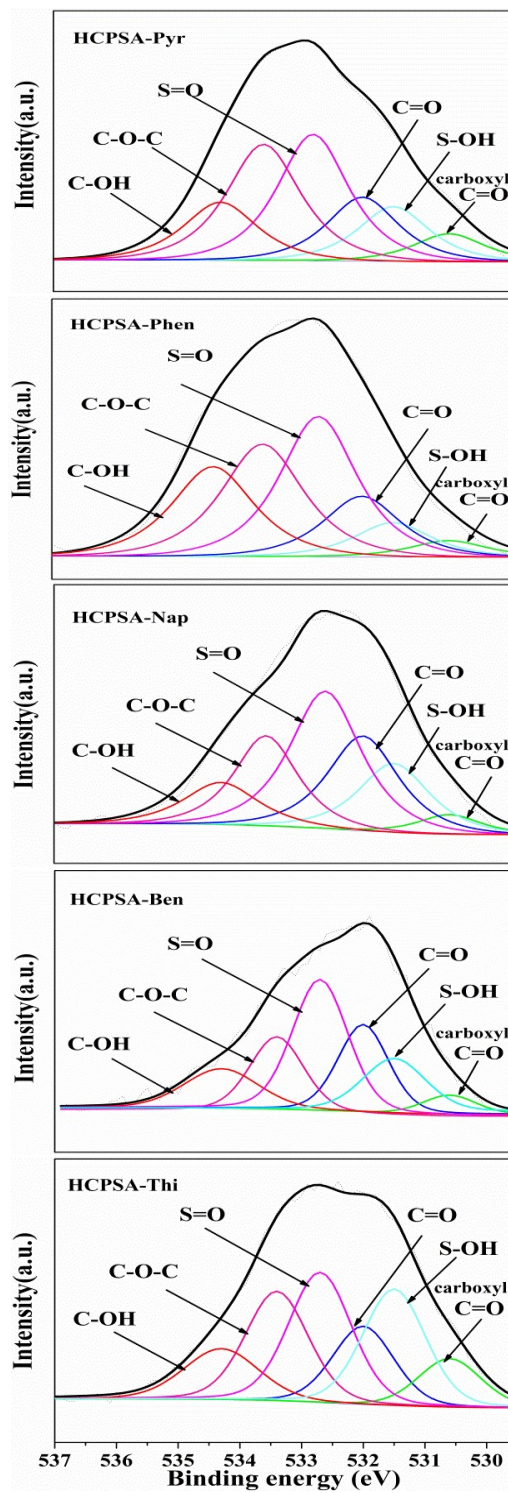 HCPSA-Pyr
S=O
C=O
C-O-C
S-OH
C-OH
carboxyl
C=O
Intensity(a.u.)
HCPSA-Phen
S=O
C=O
C-O-C
S-OH
C-OH
carboxyl
C=O
Intensity(a.u.)
HCPSA-Nap
S=O
C=O
C-O-C
S-OH
C-OH
carboxyl
C=O
Intensity(a.u.)
HCPSA-Ben
S=O
C=O
C-O-C
S-OH
C-OH
carboxyl
C=O
Intensity(a.u.)
HCPSA-Thi
S=O
C=O
S-OH
C-O-C
carboxyl
C-OH
C=O
Intensity(a.u.)
537 536 535 534 533 532 531 530
Binding energy (eV)